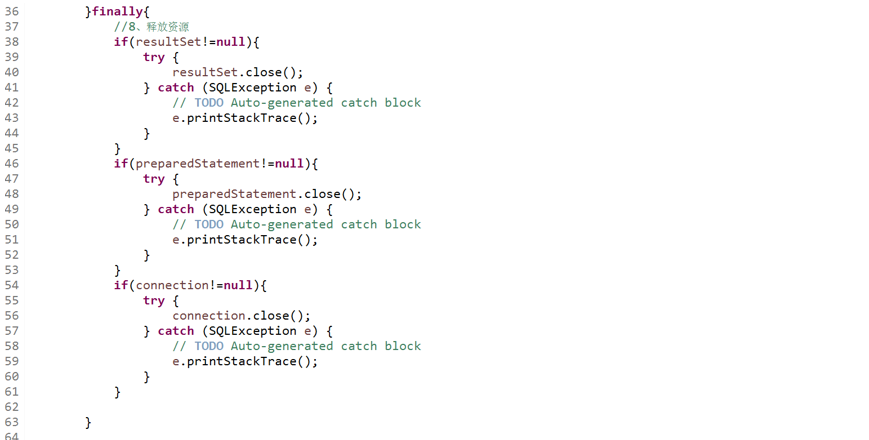 36 }finally{
37 //8、释放资源
38 if(resultSet!=null){
39 try {
40 resultSet.close();
41 } catch (SQLException e) {
42 // TODO Auto-generated catch block
43 e.printStackTrace();
44 }
45 }
46 if(preparedStatement!=null){
47 try {
48 preparedStatement.close();
49 } catch (SQLException e) {
50 // TODO Auto-generated catch block
51 e.printStackTrace();
52 }
53 }
54 if(connection!=null){
55 try {
56 connection.close();
57 } catch (SQLException e) {
58 // TODO Auto-generated catch block
59 e.printStackTrace();
60 }
61 }
62
63 }
64